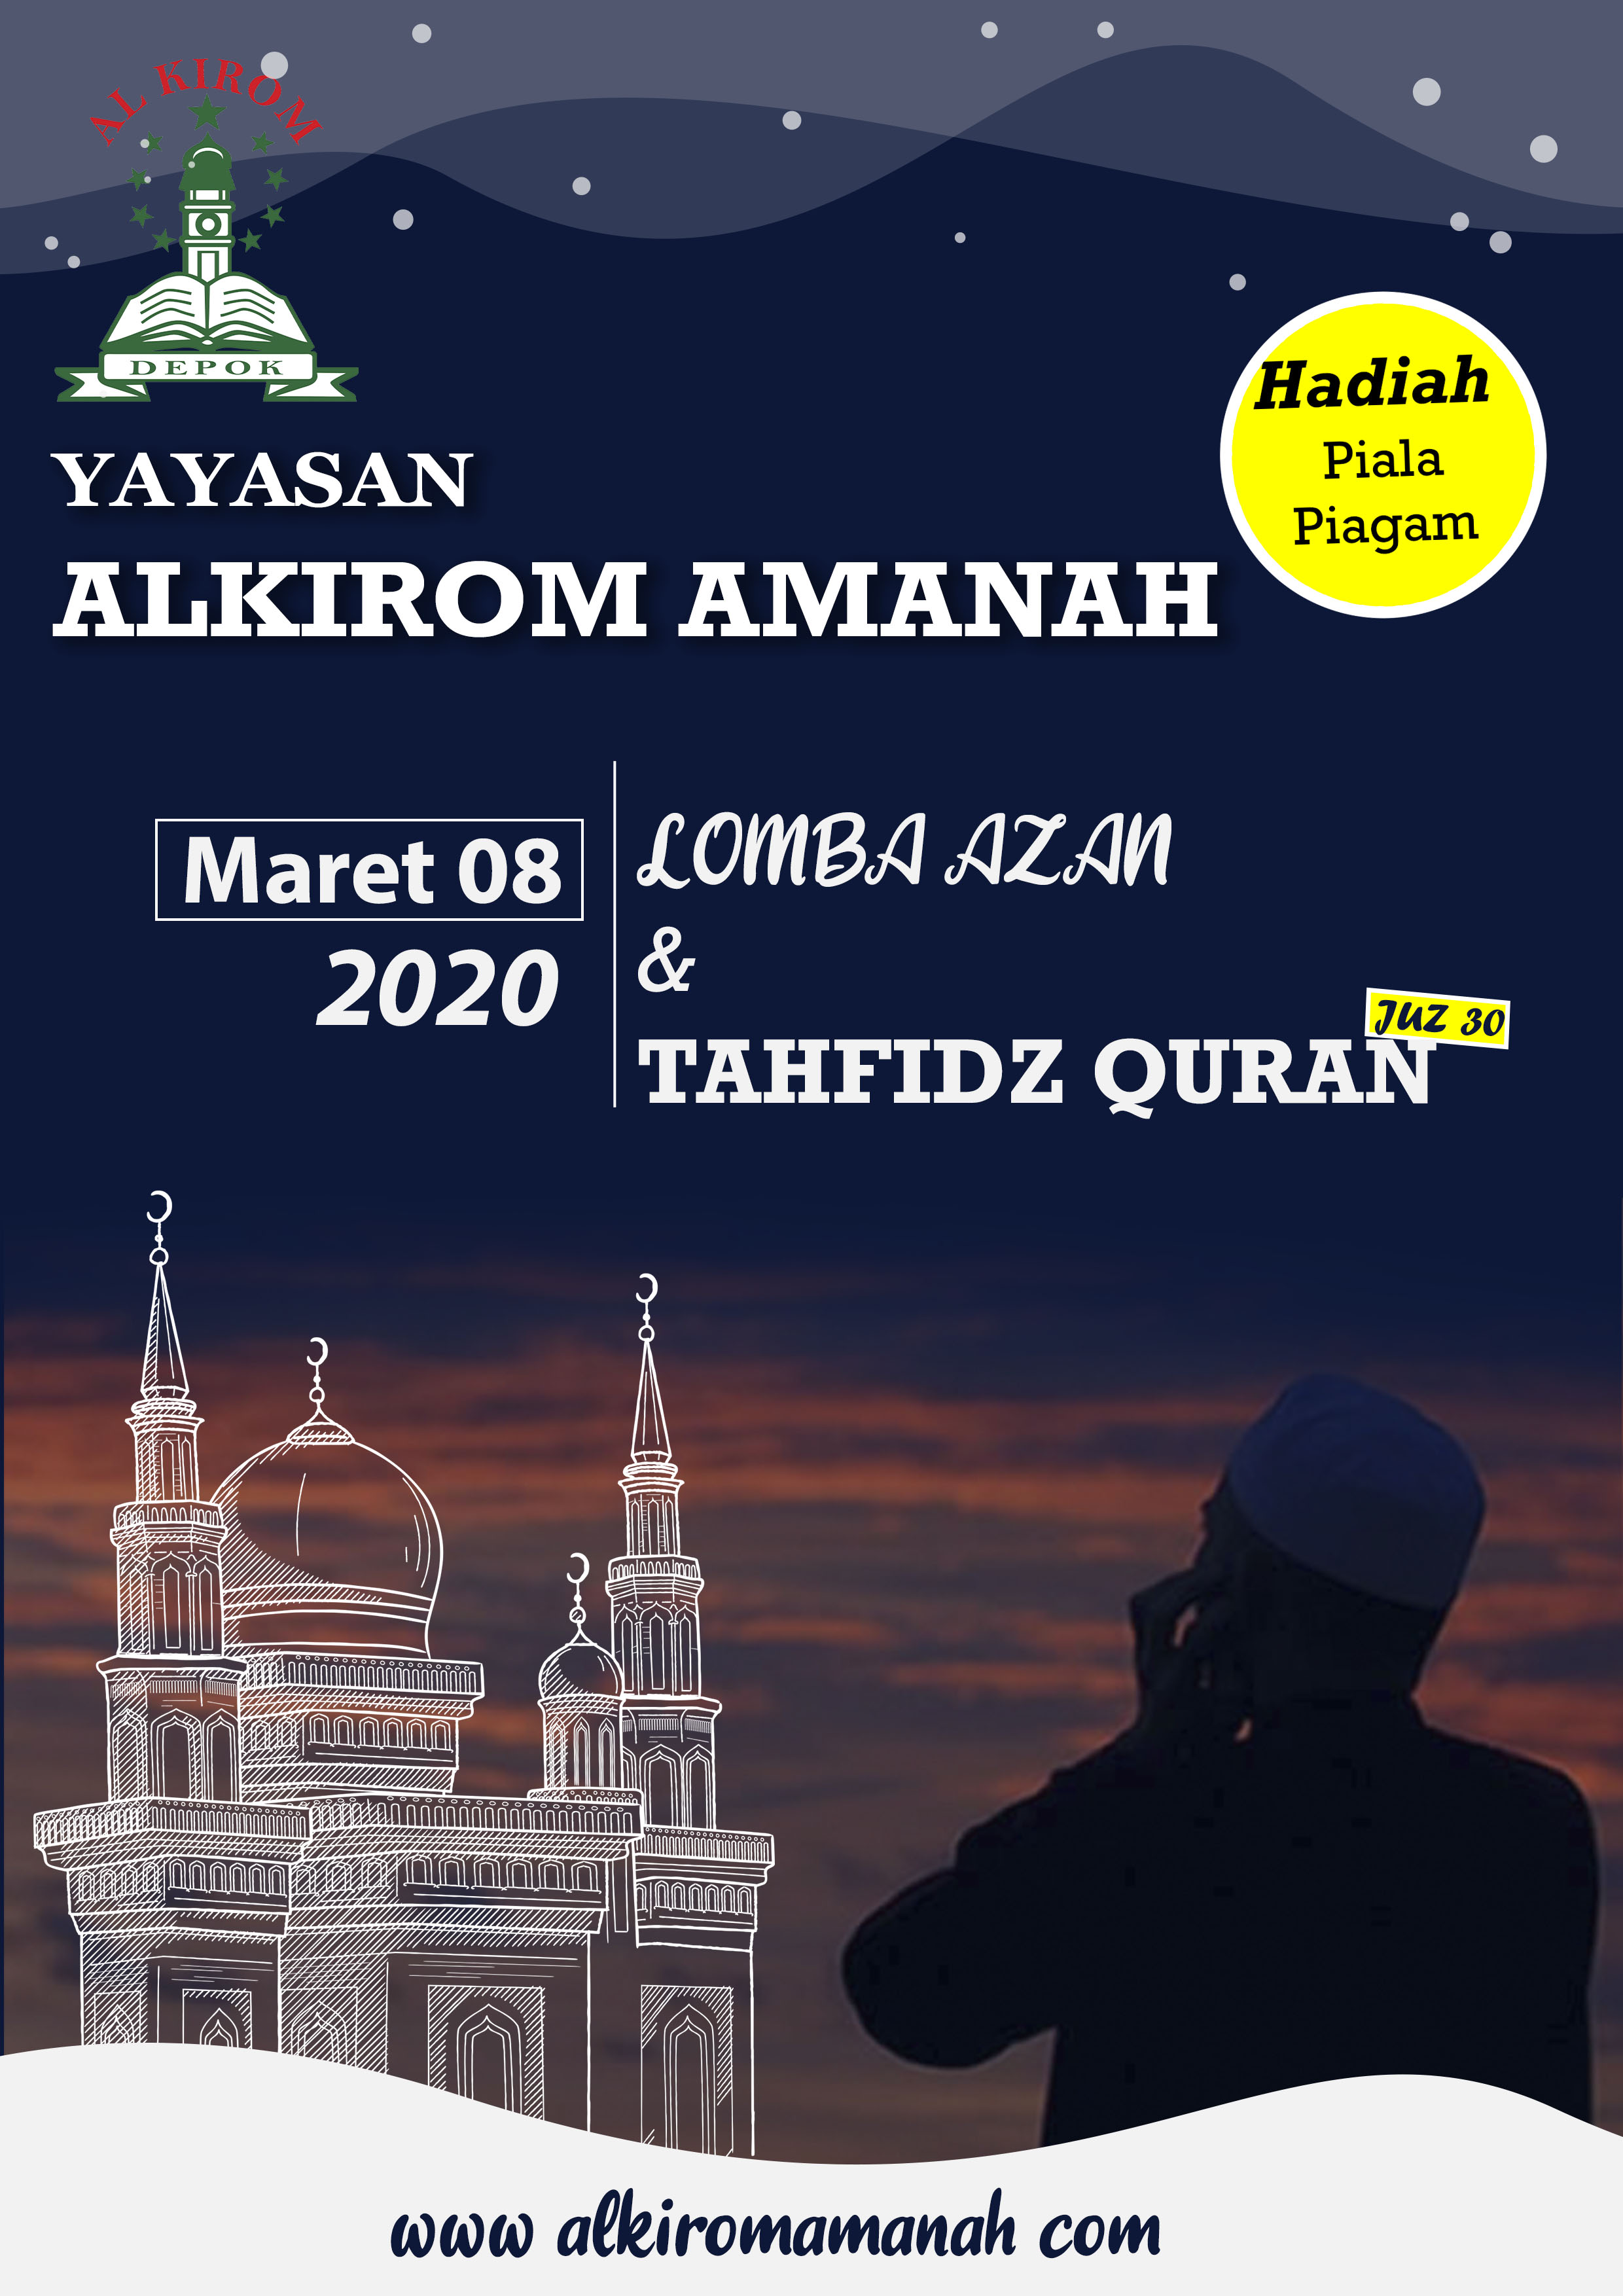 AL KIROM
DEPOK
YAYASAN
ALKIROM AMANAH
Hadiah
Piala
Piagam
Maret 08
2020
LOMBA AZAN
&
JUZ 30
TAHFIDZ QURAN
www alkiromamanah com